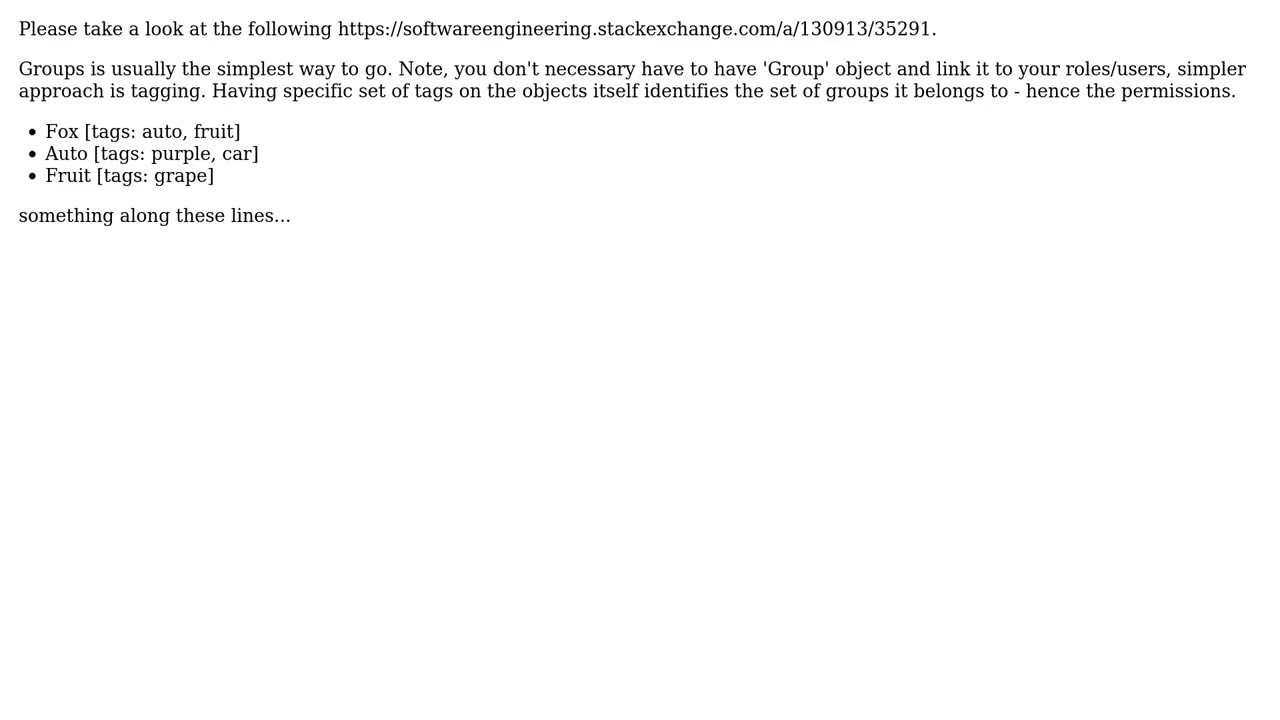 Please take a look at the following https://softwareengineering.stackexchange.com/a/130913/35291.
Groups is usually the simplest way to go. Note, you don't necessary have to have 'Group' object and link it to your roles/users, simpler
approach is tagging. Having specific set of tags on the objects itself identifies the set of groups it belongs to - hence the permissions.
• Fox [tags: auto, fruit]
• Auto [tags: purple, car]
• Fruit [tags: grape]
something along these lines...